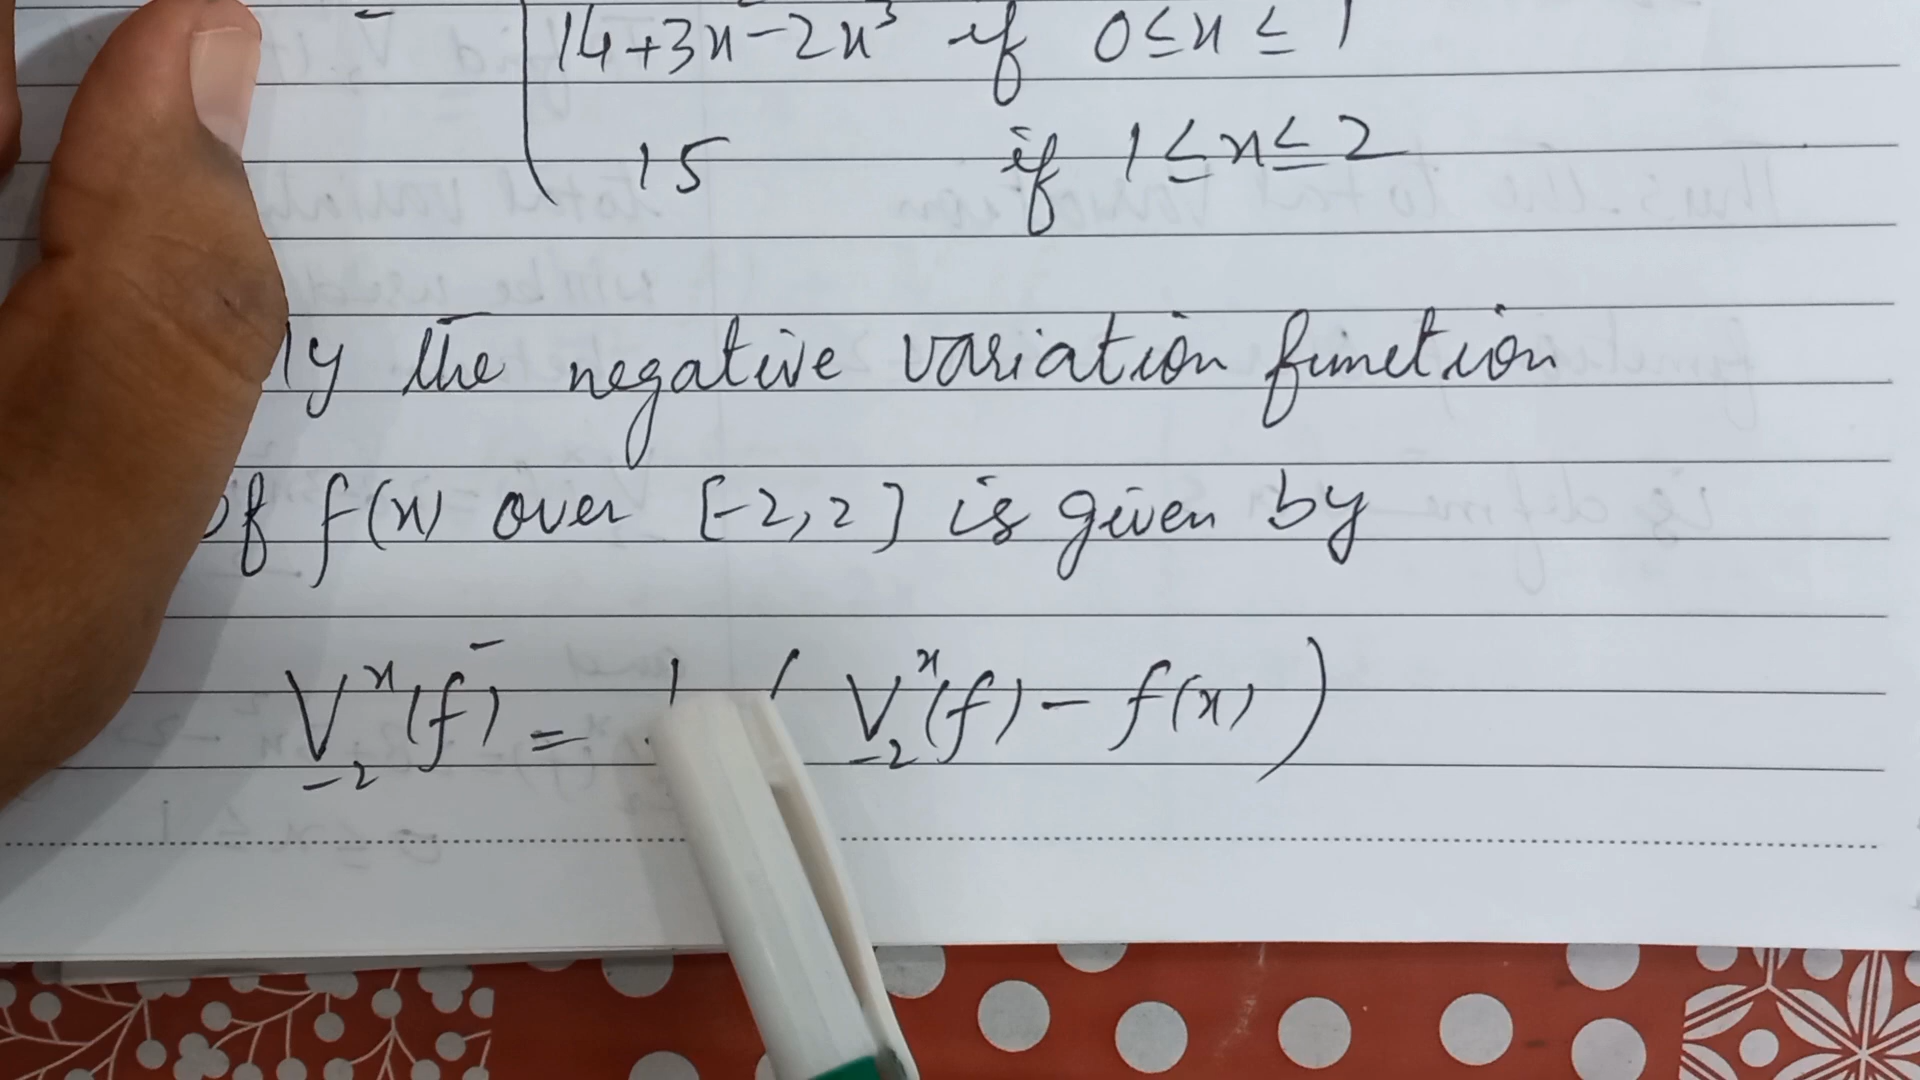 14+3x-2x³ if 0≤x≤1
15 if 1≤x≤2
ly the negative variation function
of f(x) over [-2,2] is given by
V₋₂ˣ(f)⁻ = 1 ( V₋₂ˣ(f) - f(x) )